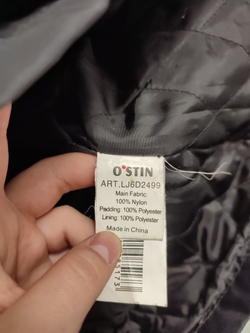 O'STIN
ART.LJ6D2499
Main Fabric:
100% Nylon
Padding: 100% Polyester
Lining: 100% Polyester
Made in China